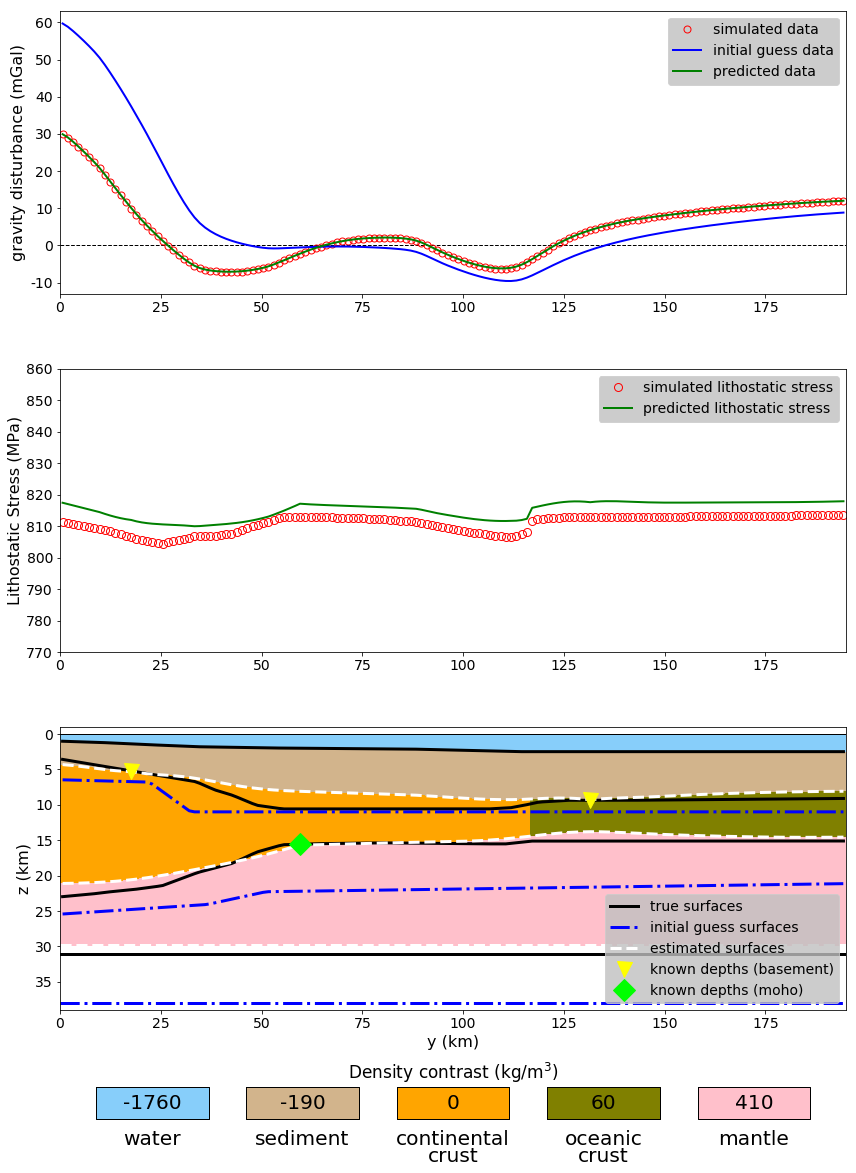 60
50
40
30
20
10
0
-10
gravity disturbance (mGal)
simulated data
initial guess data
predicted data
0 25 50 75 100 125 150 175
860
850
840
830
820
810
800
790
780
770
Lithostatic Stress (MPa)
simulated lithostatic stress
predicted lithostatic stress
0 25 50 75 100 125 150 175
0
5
10
15
20
25
30
35
z (km)
true surfaces
initial guess surfaces
estimated surfaces
known depths (basement)
known depths (moho)
0 25 50 75 100 125 150 175
y (km)
Density contrast (kg/m³)
-1760 -190 0 60 410
water sediment continental oceanic mantle
crust crust